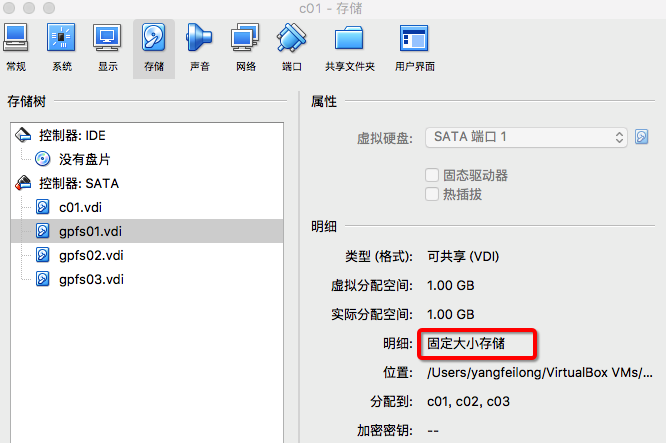 c01 - 存储
常规 系统 显示 存储 声音 网络 端口 共享文件夹 用户界面
存储树
控制器: IDE
没有盘片
控制器: SATA
c01.vdi
gpfs01.vdi
gpfs02.vdi
gpfs03.vdi
属性
虚拟硬盘: SATA 端口 1
固态驱动器
热插拔
明细
类型 (格式): 可共享 (VDI)
虚拟分配空间: 1.00 GB
实际分配空间: 1.00 GB
明细: 固定大小存储
位置: /Users/yangfeilong/VirtualBox VMs/...
分配到: c01, c02, c03
加密密钥: --